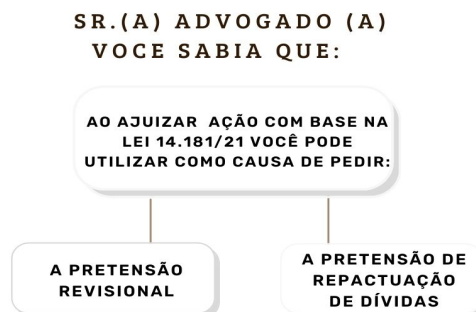 SR.(A) ADVOGADO (A)
VOCE SABIA QUE:
AO AJUIZAR AÇÃO COM BASE NA
LEI 14.181/21 VOCÊ PODE
UTILIZAR COMO CAUSA DE PEDIR:
A PRETENSÃO
REVISIONAL
A PRETENSÃO DE
REPACTUAÇÃO
DE DÍVIDAS